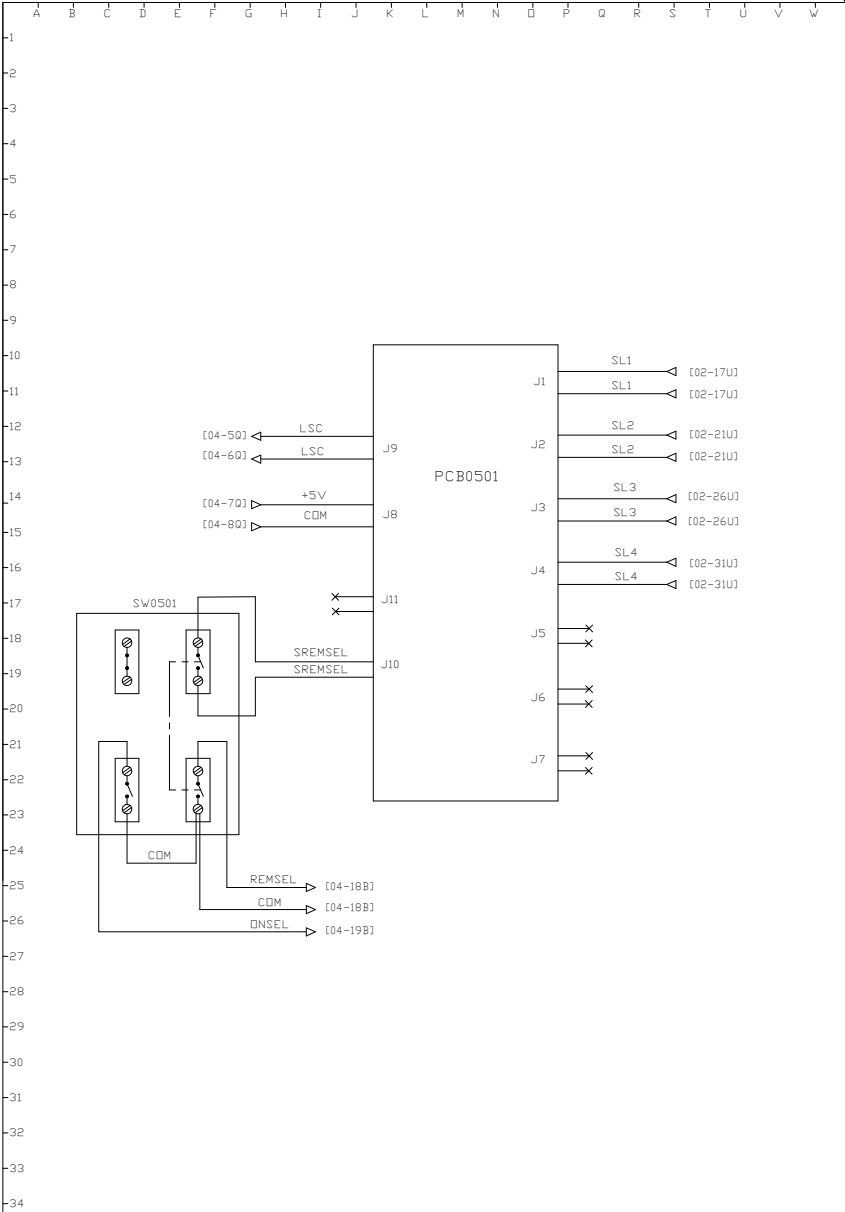 A B C D E F G H I J K L M N O P Q R S T U V W
1
2
3
4
5
6
7
8
9
10
SL1
[02-17U]
J1
11
SL1
[02-17U]
12
LSC
[04-5Q]
SL2
[02-21U]
J2
J9
13
LSC
[04-6Q]
SL2
[02-21U]
PCB0501
14
+5V
[04-7Q]
SL3
[02-26U]
J3
J8
15
COM
[04-8Q]
SL3
[02-26U]
16
SL4
[02-31U]
J4
17
SW0501
J11
SL4
[02-31U]
18
SREMSEL
J5
19
SREMSEL
J10
20
J6
21
J7
22
23
24
COM
25
REMSEL
[04-18B]
COM
[04-18B]
26
ONSEL
[04-19B]
27
28
29
30
31
32
33
34